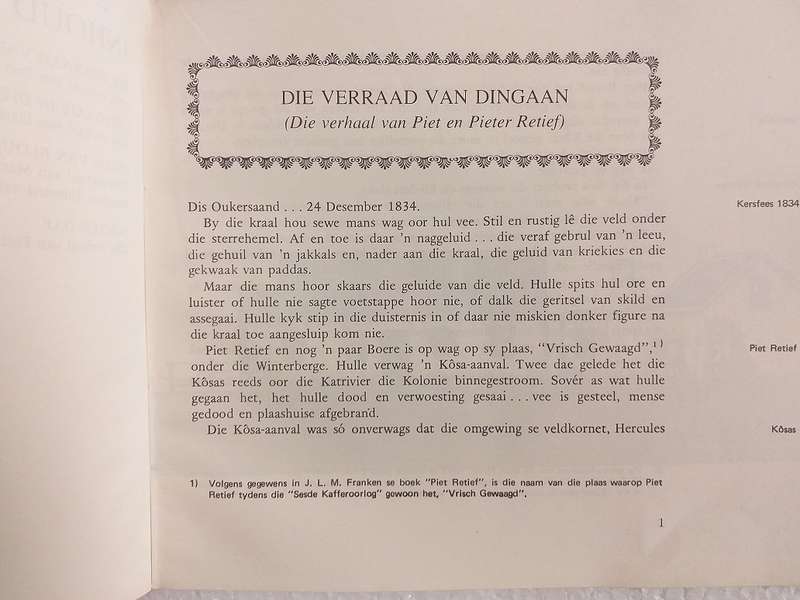 DIE VERRAAD VAN DINGAAN
(Die verhaal van Piet en Pieter Retief)
Dis Oukersaand . . . 24 Desember 1834.
Kersfees 1834
By die kraal hou sewe mans wag oor hul vee. Stil en rustig lê die veld onder
die sterrehemel. Af en toe is daar 'n naggeluid . . . die veraf gebrul van 'n leeu,
die gehuil van 'n jakkals en, nader aan die kraal, die geluid van kriekies en die
gekwaak van paddas.
Maar die mans hoor skaars die geluide van die veld. Hulle spits hul ore en
luister of hulle nie sagte voetstappe hoor nie, of dalk die geritsel van skild en
assegaai. Hulle kyk stip in die duisternis in of daar nie miskien donker figure na
die kraal toe aangesluip kom nie.
Piet Retief en nog 'n paar Boere is op wag op sy plaas, "Vrisch Gewaagd",1)
Piet Retief
onder die Winterberge. Hulle verwag 'n Kôsa-aanval. Twee dae gelede het die
Kôsas reeds oor die Katrivier die Kolonie binnegestroom. Sovér as wat hulle
gegaan het, het hulle dood en verwoesting gesaai . . . vee is gesteel, mense
gedood en plaashuise afgebrand.
Die Kôsa-aanval was só onverwags dat die omgewing se veldkornet, Hercules
Kôsas
1) Volgens gegewens in J. L. M. Franken se boek "Piet Retief", is die naam van die plaas waarop Piet
Retief tydens die "Sesde Kafferoorlog" gewoon het, "Vrisch Gewaagd".
1